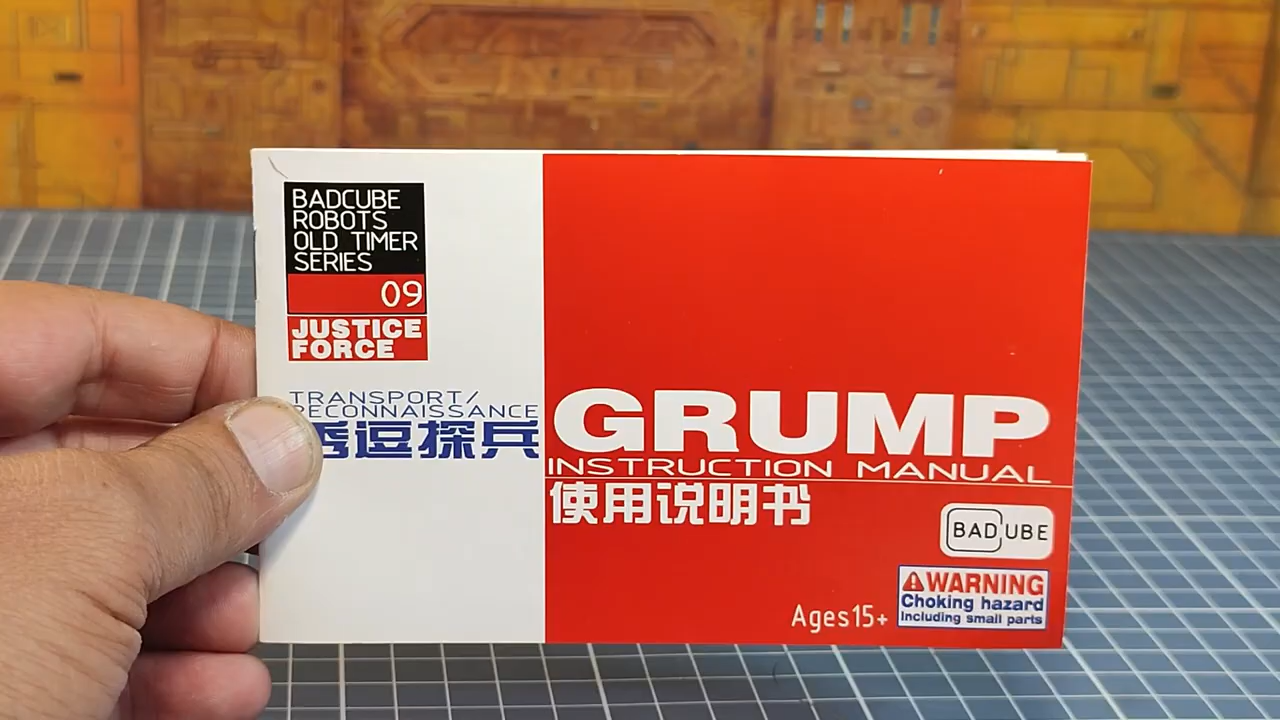 BADCUBE
ROBOTS
OLD TIMER
SERIES
09
JUSTICE
FORCE
TRANSPORT/
RECONNAISSANCE
逗探兵
GRUMP
INSTRUCTION MANUAL
使用说明书
BADCUBE
Ages15+
WARNING
Choking hazard
Including small parts